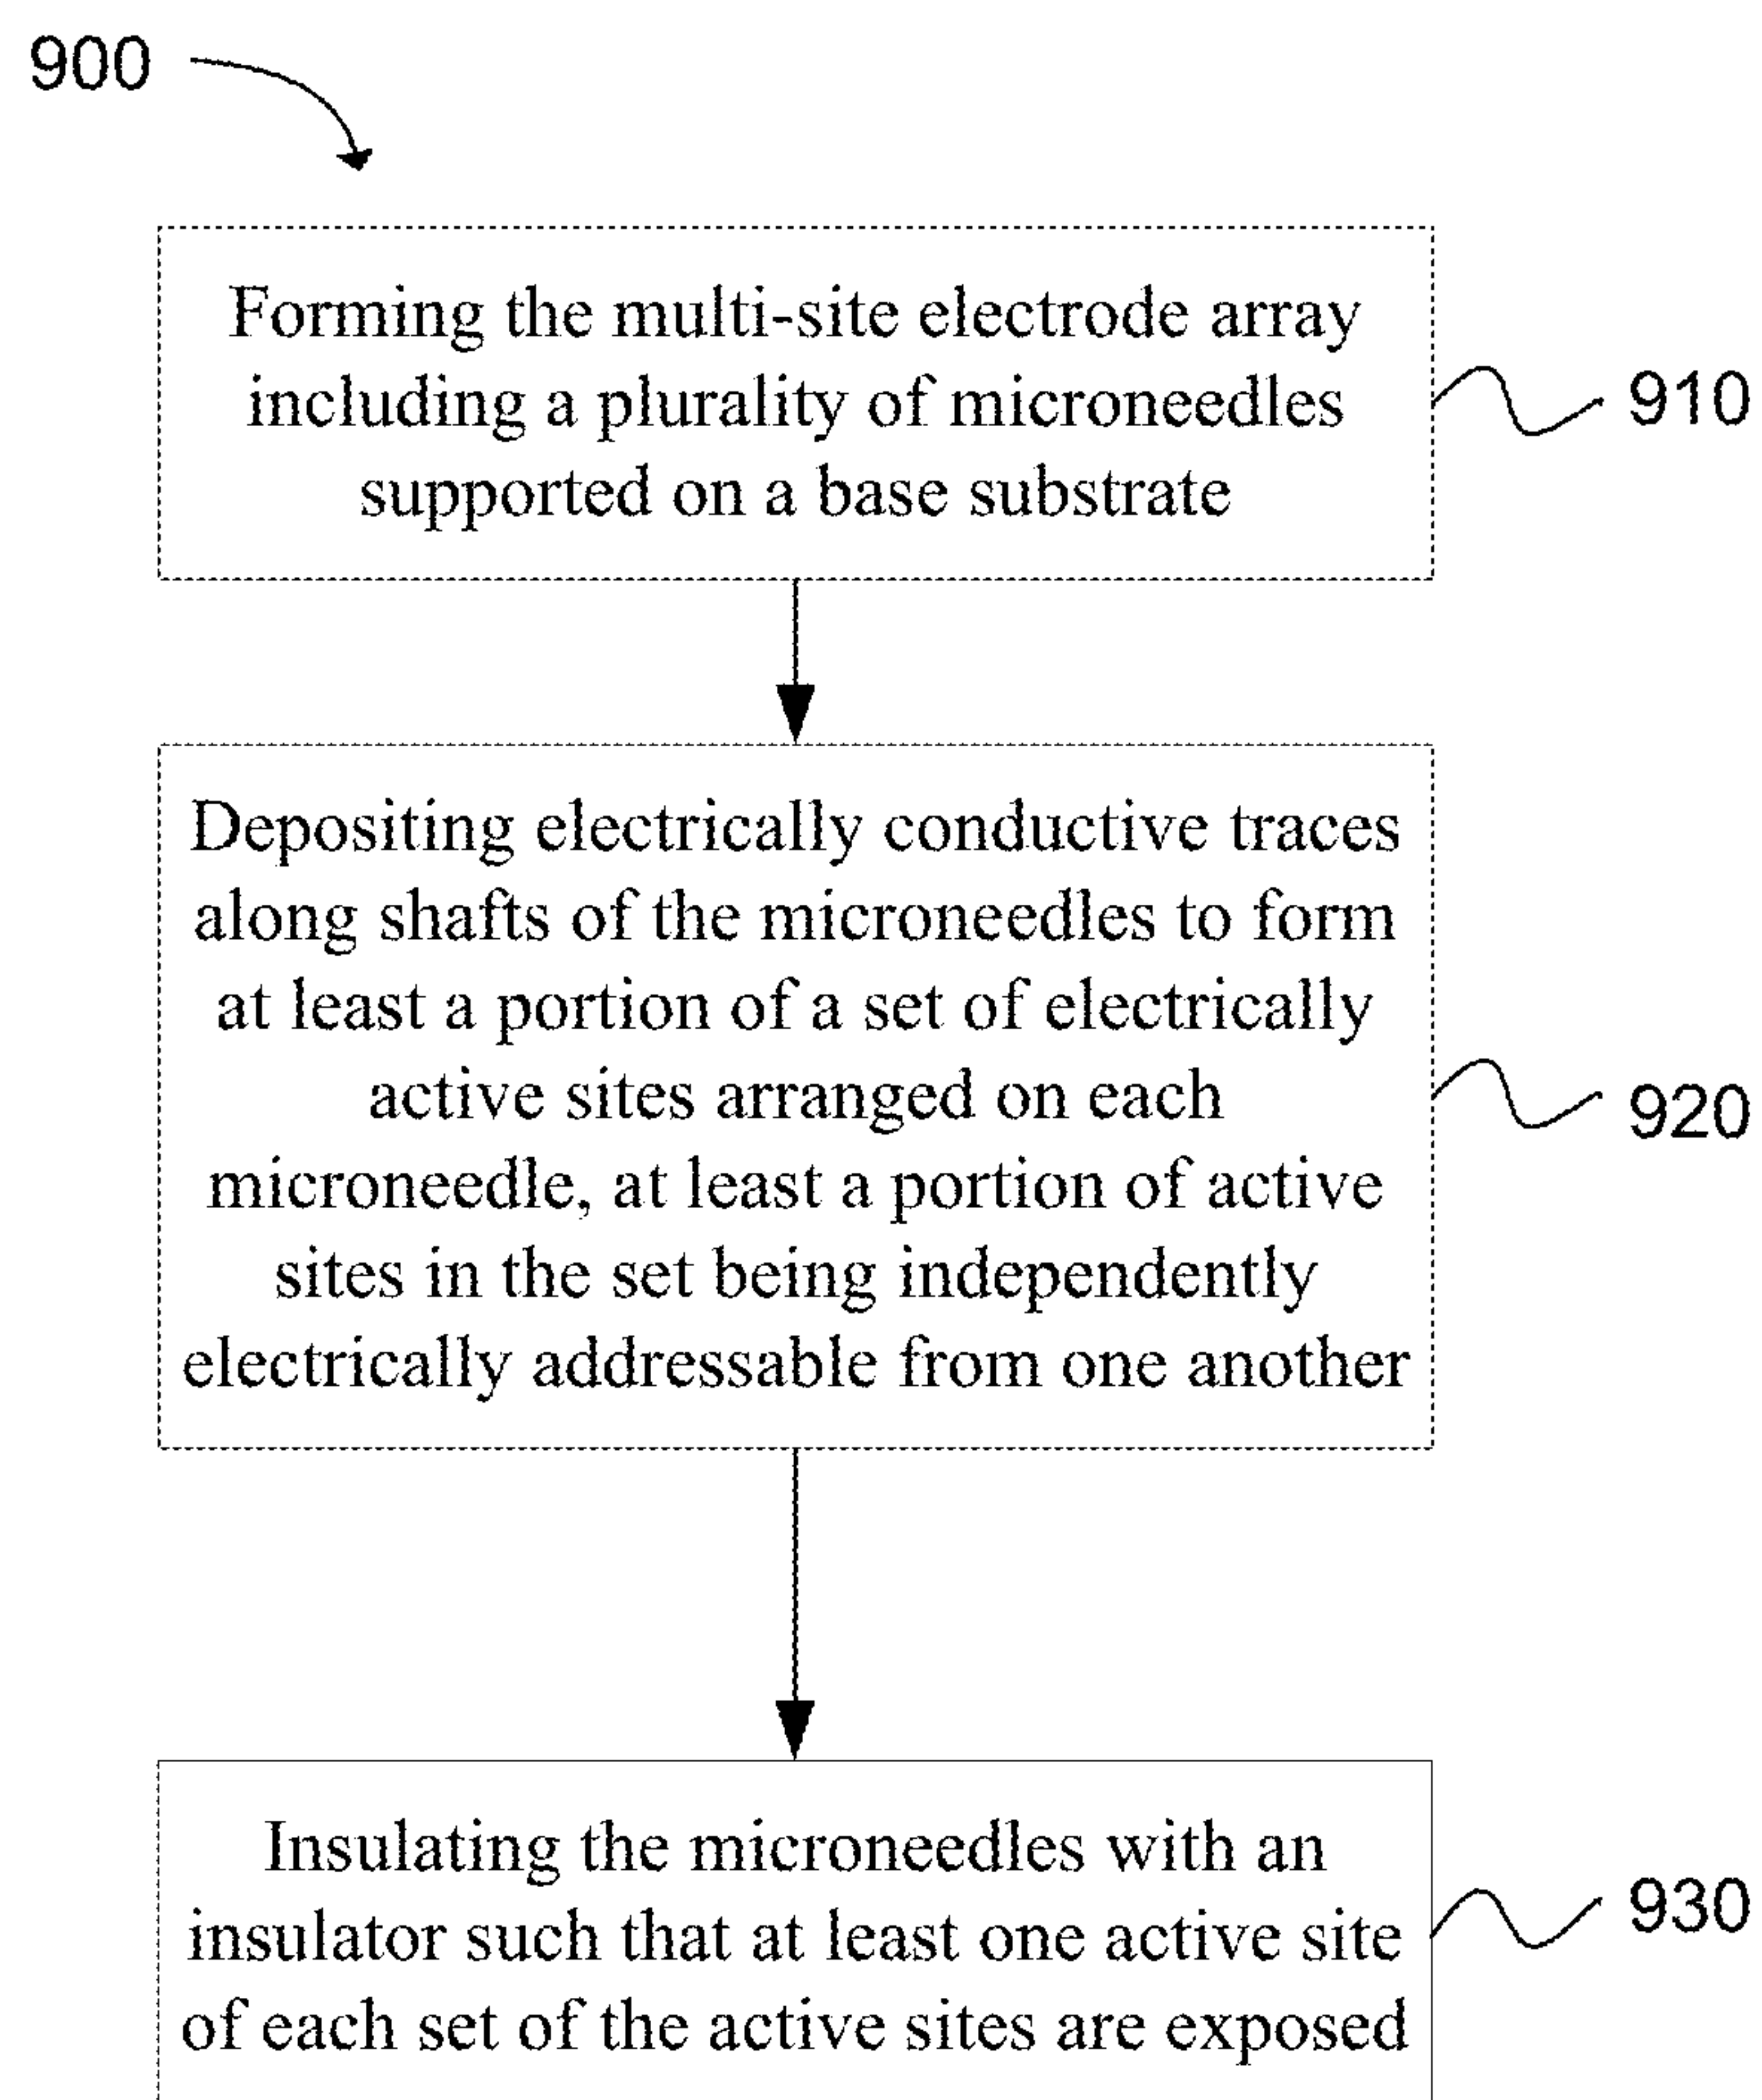 900
Forming the multi-site electrode array
including a plurality of microneedles
supported on a base substrate
910
Depositing electrically conductive traces
along shafts of the microneedles to form
at least a portion of a set of electrically
active sites arranged on each
microneedle, at least a portion of active
sites in the set being independently
electrically addressable from one another
920
Insulating the microneedles with an
insulator such that at least one active site
of each set of the active sites are exposed
930